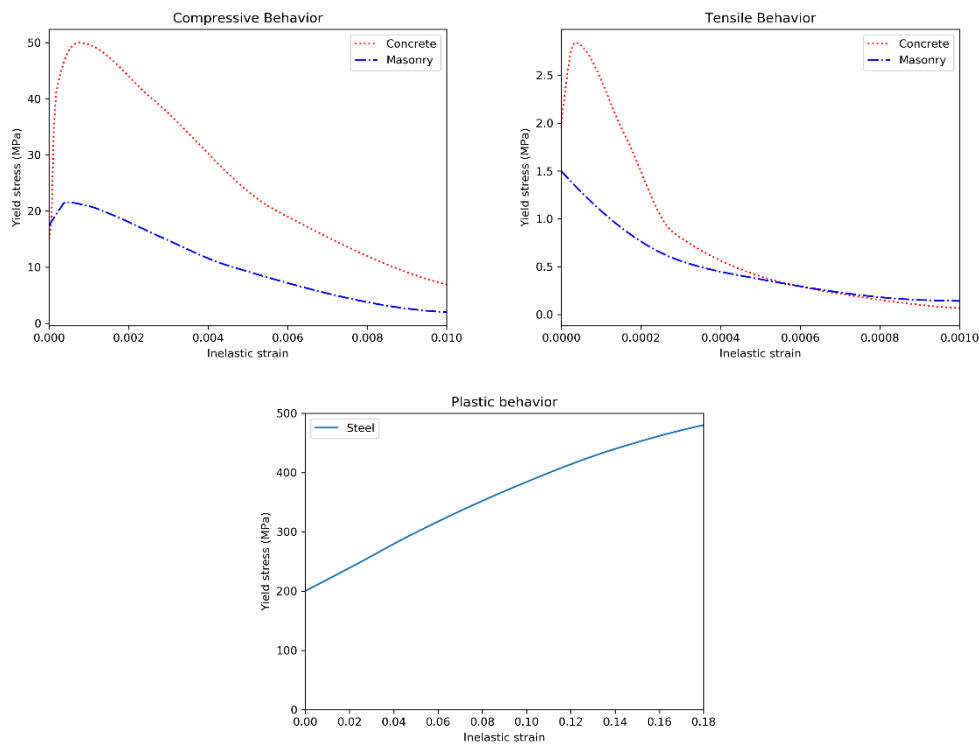 Compressive Behavior
Yield stress (MPa)
50
40
30
20
10
0
Concrete
Masonry
0.000 0.002 0.004 0.006 0.008 0.010
Inelastic strain
Tensile Behavior
Yield stress (MPa)
2.5
2.0
1.5
1.0
0.5
0.0
Concrete
Masonry
0.0000 0.0002 0.0004 0.0006 0.0008 0.0010
Inelastic strain
Plastic behavior
Yield stress (MPa)
500
400
300
200
100
0
Steel
0.00 0.02 0.04 0.06 0.08 0.10 0.12 0.14 0.16 0.18
Inelastic strain